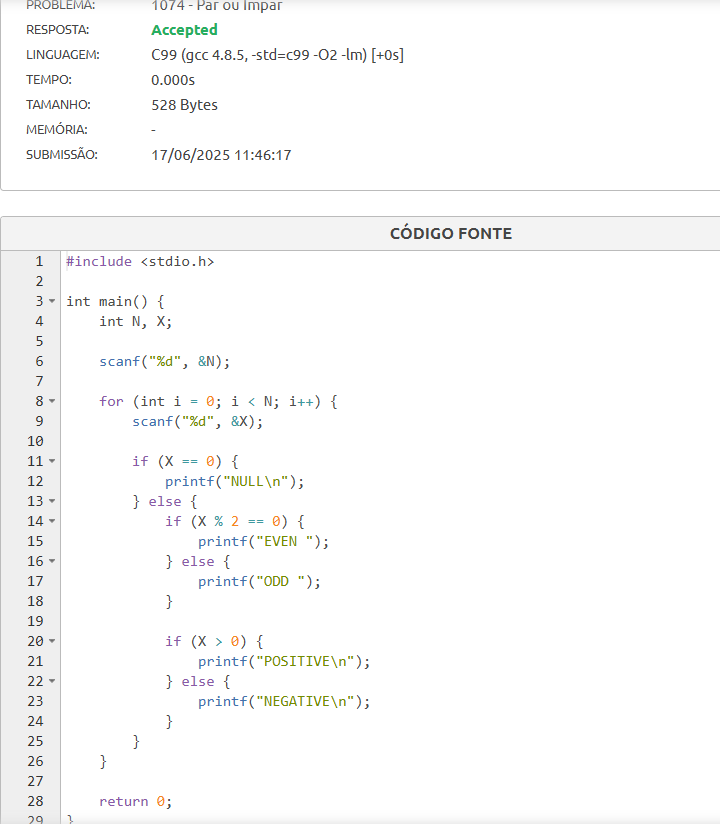 PROBLEMA: 1074 - Par ou Ímpar
RESPOSTA: Accepted
LINGUAGEM: C99 (gcc 4.8.5, -std=c99 -O2 -lm) [+0s]
TEMPO: 0.000s
TAMANHO: 528 Bytes
MEMÓRIA: -
SUBMISSÃO: 17/06/2025 11:46:17
CÓDIGO FONTE
1 #include <stdio.h>
2
3 int main() {
4     int N, X;
5
6     scanf("%d", &N);
7
8     for (int i = 0; i < N; i++) {
9         scanf("%d", &X);
10
11         if (X == 0) {
12             printf("NULL\n");
13         } else {
14             if (X % 2 == 0) {
15                 printf("EVEN ");
16             } else {
17                 printf("ODD ");
18             }
19
20             if (X > 0) {
21                 printf("POSITIVE\n");
22             } else {
23                 printf("NEGATIVE\n");
24             }
25         }
26     }
27
28     return 0;
29 }